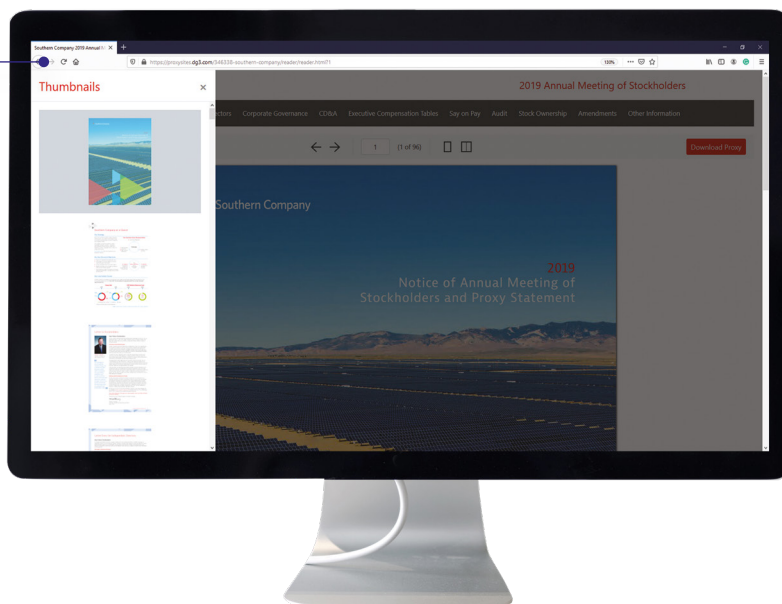 Southern Company 2019 Annual M
https://proxysites.dg3.com/346338-southern-company/reader/reader.html?1
130%
Thumbnails
2019 Annual Meeting of Stockholders
ectors Corporate Governance CD&A Executive Compensation Tables Say on Pay Audit Stock Ownership Amendments Other Information
1 (1 of 96)
Download Proxy
Southern Company
2019
Notice of Annual Meeting of
Stockholders and Proxy Statement